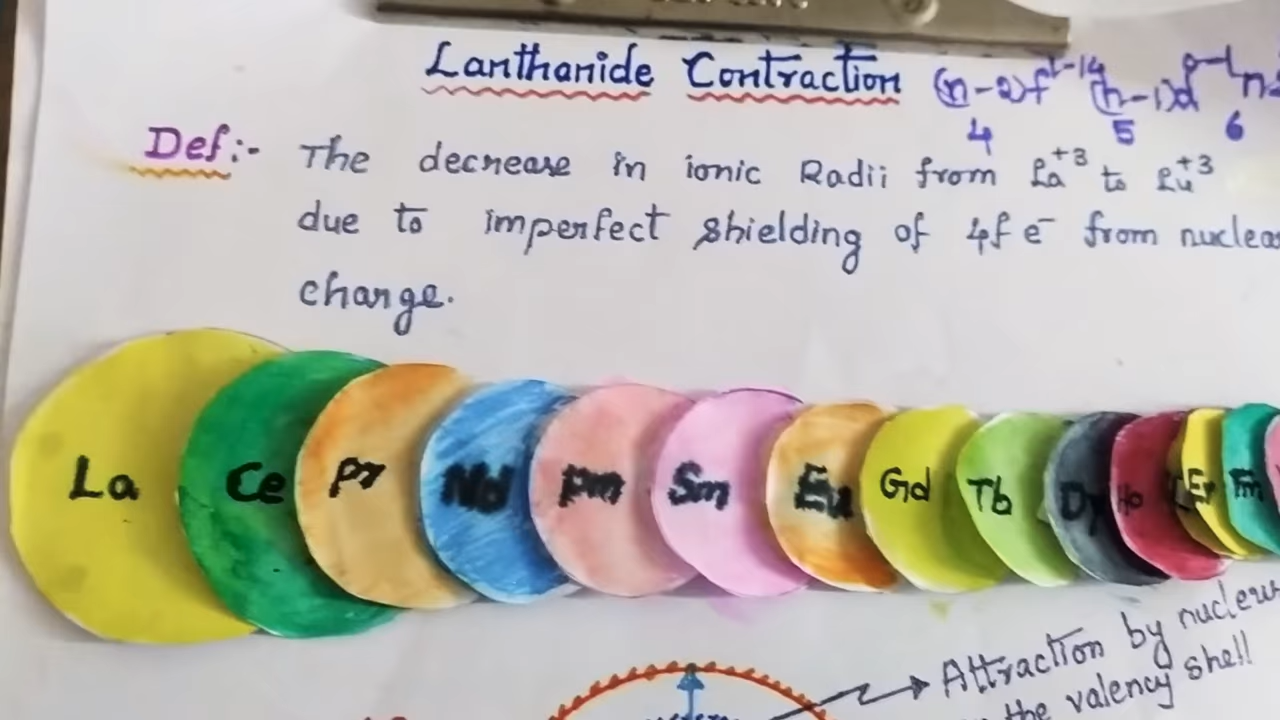 Lanthanide Contraction (n-2)f¹⁻¹⁴(n-1)d⁰⁻¹ns
4 5 6
Def:- The decrease in ionic Radii from La⁺³ to Lu⁺³
due to imperfect shielding of 4f e⁻ from nuclear
charge.
La Ce Pr Nd Pm Sm Eu Gd Tb Dy Ho Er Tm
Attraction by nucleus
the valency shell